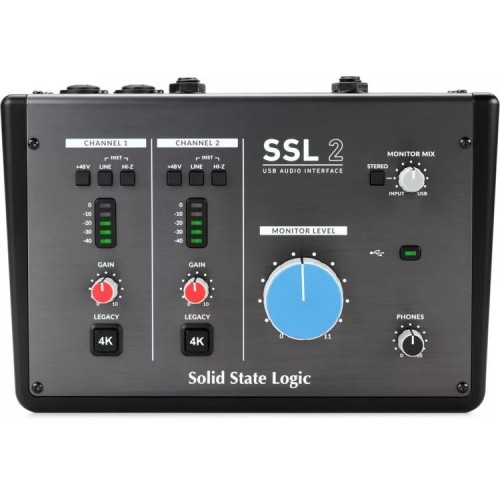 CHANNEL 1
INST
+48V LINE HI-Z
0
-10
-20
-30
-40
GAIN
0 10
LEGACY
4K
CHANNEL 2
INST
+48V LINE HI-Z
0
-10
-20
-30
-40
GAIN
0 10
LEGACY
4K
SSL 2
USB AUDIO INTERFACE
MONITOR MIX
STEREO
INPUT USB
MONITOR LEVEL
0 11
PHONES
0 10
Solid State Logic